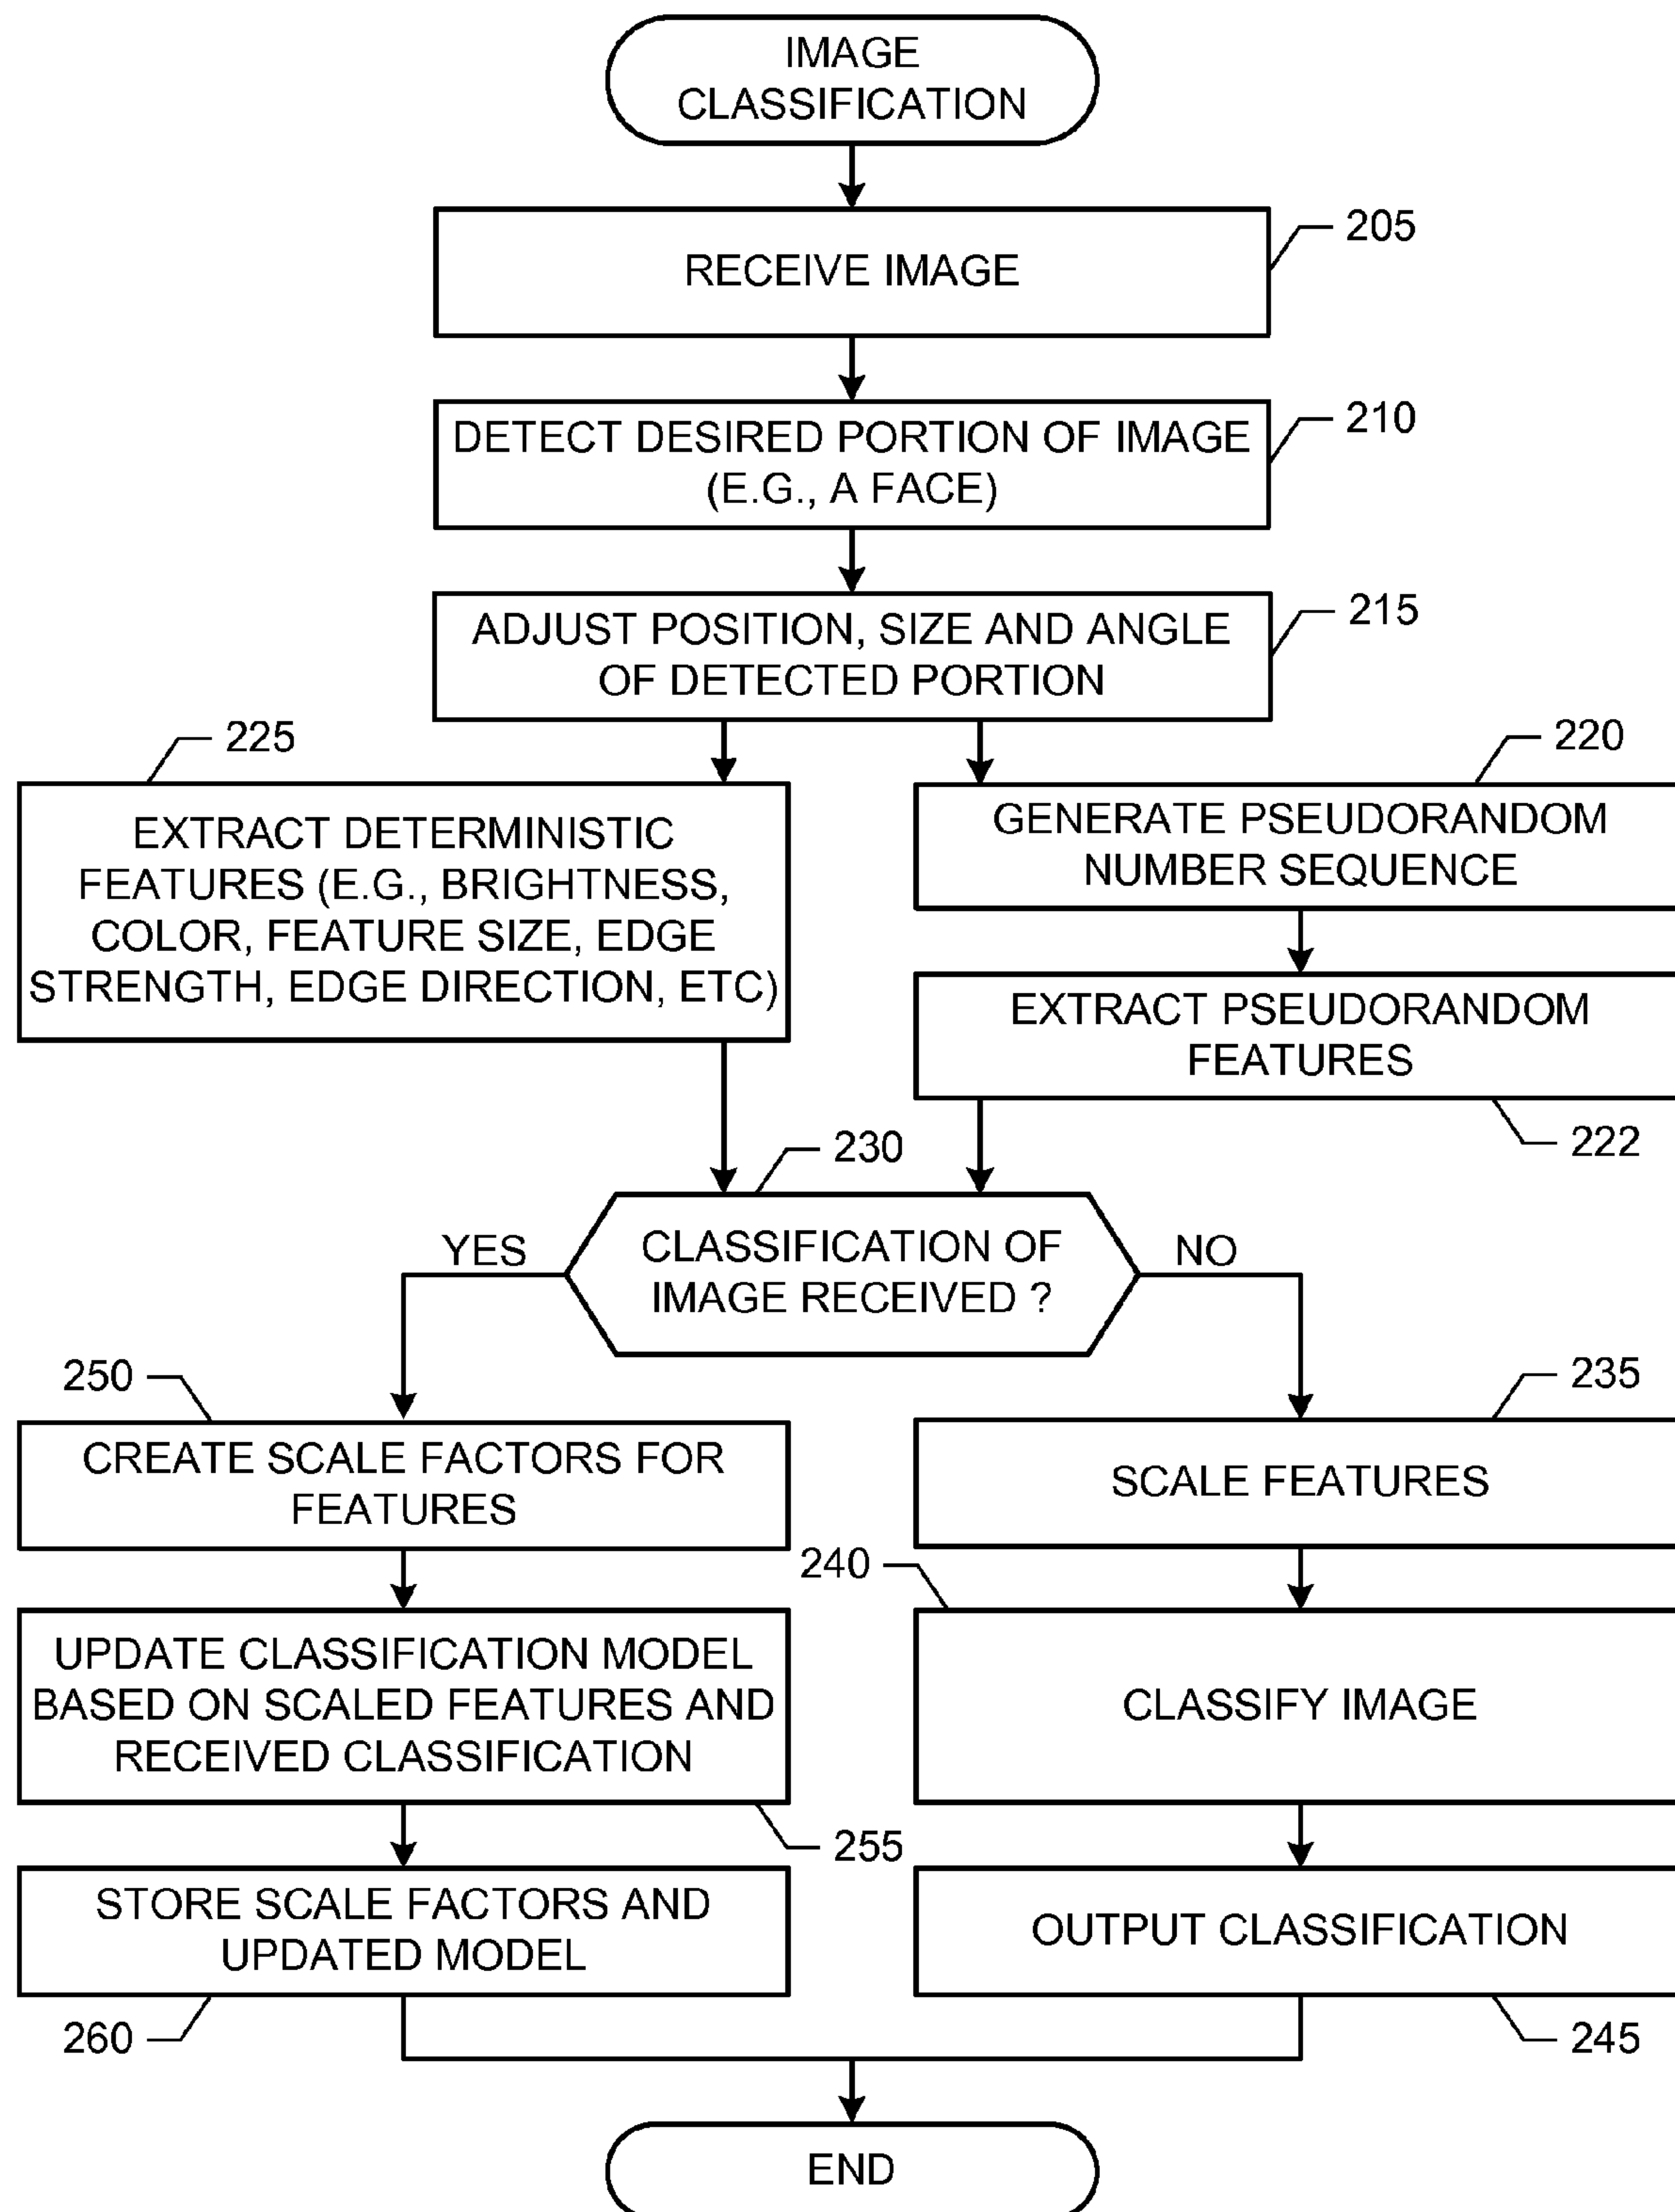 IMAGE
CLASSIFICATION
205
RECEIVE IMAGE
210
DETECT DESIRED PORTION OF IMAGE
(E.G., A FACE)
215
ADJUST POSITION, SIZE AND ANGLE
OF DETECTED PORTION
225
EXTRACT DETERMINISTIC
FEATURES (E.G., BRIGHTNESS,
COLOR, FEATURE SIZE, EDGE
STRENGTH, EDGE DIRECTION, ETC)
220
GENERATE PSEUDORANDOM
NUMBER SEQUENCE
EXTRACT PSEUDORANDOM
FEATURES
222
230
CLASSIFICATION OF
IMAGE RECEIVED ?
YES
NO
250
CREATE SCALE FACTORS FOR
FEATURES
235
SCALE FEATURES
UPDATE CLASSIFICATION MODEL
BASED ON SCALED FEATURES AND
RECEIVED CLASSIFICATION
255
240
CLASSIFY IMAGE
STORE SCALE FACTORS AND
UPDATED MODEL
260
OUTPUT CLASSIFICATION
245
END